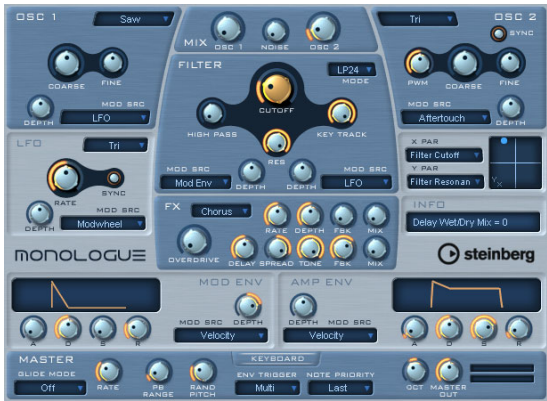 OSC 1
Saw
COARSE
FINE
DEPTH
MOD SRC
LFO
MIX
OSC 1
NOISE
OSC 2
FILTER
LP24
MODE
CUTOFF
HIGH PASS
KEY TRACK
RES
MOD SRC
Mod Env
DEPTH
DEPTH
MOD SRC
LFO
Tri
OSC 2
SYNC
PWM
COARSE
FINE
MOD SRC
Aftertouch
DEPTH
LFO
Tri
RATE
SYNC
DEPTH
MOD SRC
Modwheel
X PAR
Filter Cutoff
Y PAR
Filter Resonan
Y
X
FX
Chorus
RATE
DEPTH
FBK
MIX
OVERDRIVE
DELAY
SPREAD
TONE
FBK
MIX
INFO
Delay Wet/Dry Mix = 0
MONOLOGUE
steinberg
A
D
S
R
MOD ENV
MOD SRC
DEPTH
Velocity
AMP ENV
DEPTH
MOD SRC
Velocity
A
D
S
R
MASTER
KEYBOARD
GLIDE MODE
Off
RATE
PB RANGE
RAND PITCH
ENV TRIGGER
Multi
NOTE PRIORITY
Last
OCT
MASTER OUT